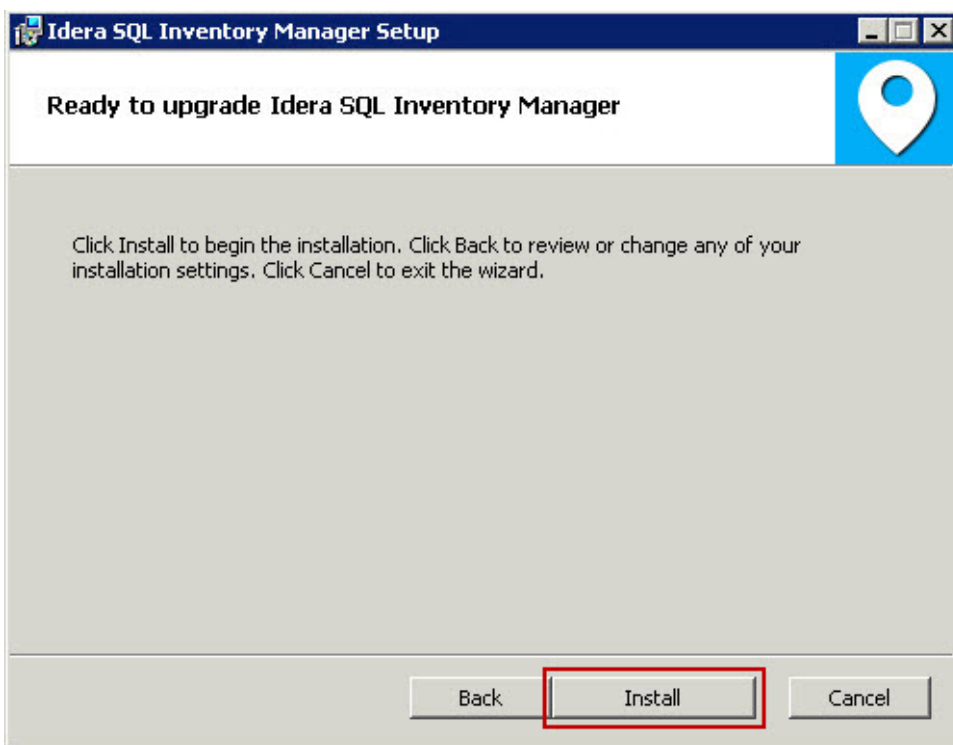 Idera SQL Inventory Manager Setup
Ready to upgrade Idera SQL Inventory Manager
Click Install to begin the installation. Click Back to review or change any of your
installation settings. Click Cancel to exit the wizard.
Back Install Cancel